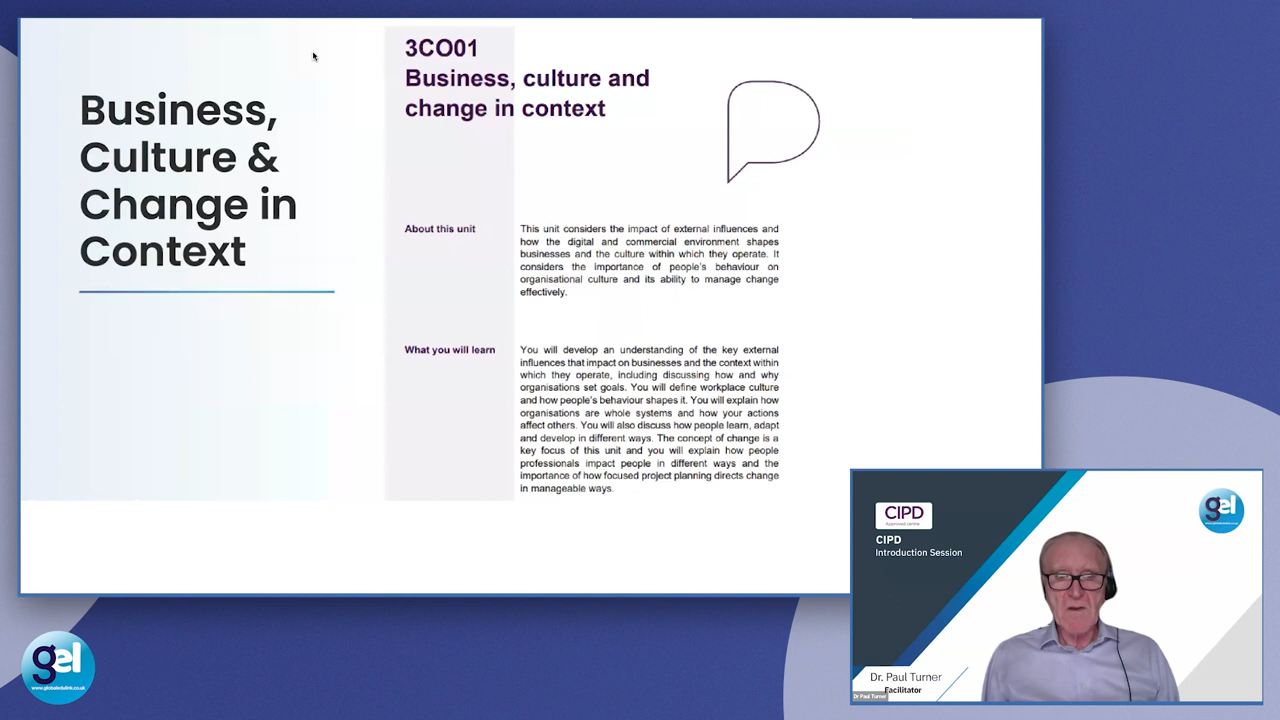 Business,
Culture &
Change in
Context
3CO01
Business, culture and
change in context
About this unit
This unit considers the impact of external influences and
how the digital and commercial environment shapes
businesses and the culture within which they operate. It
considers the importance of people's behaviour on
organisational culture and its ability to manage change
effectively.
What you will learn
You will develop an understanding of the key external
influences that impact on businesses and the context within
which they operate, including discussing how and why
organisations set goals. You will define workplace culture
and how people's behaviour shapes it. You will explain how
organisations are whole systems and how your actions
affect others. You will also discuss how people learn, adapt
and develop in different ways. The concept of change is a
key focus of this unit and you will explain how people
professionals impact people in different ways and the
importance of how focused project planning directs change
in manageable ways.
CIPD
Approved centre
CIPD
Introduction Session
gel
Dr. Paul Turner
Facilitator
Dr Paul Turner
gel
www.globaledulink.co.uk